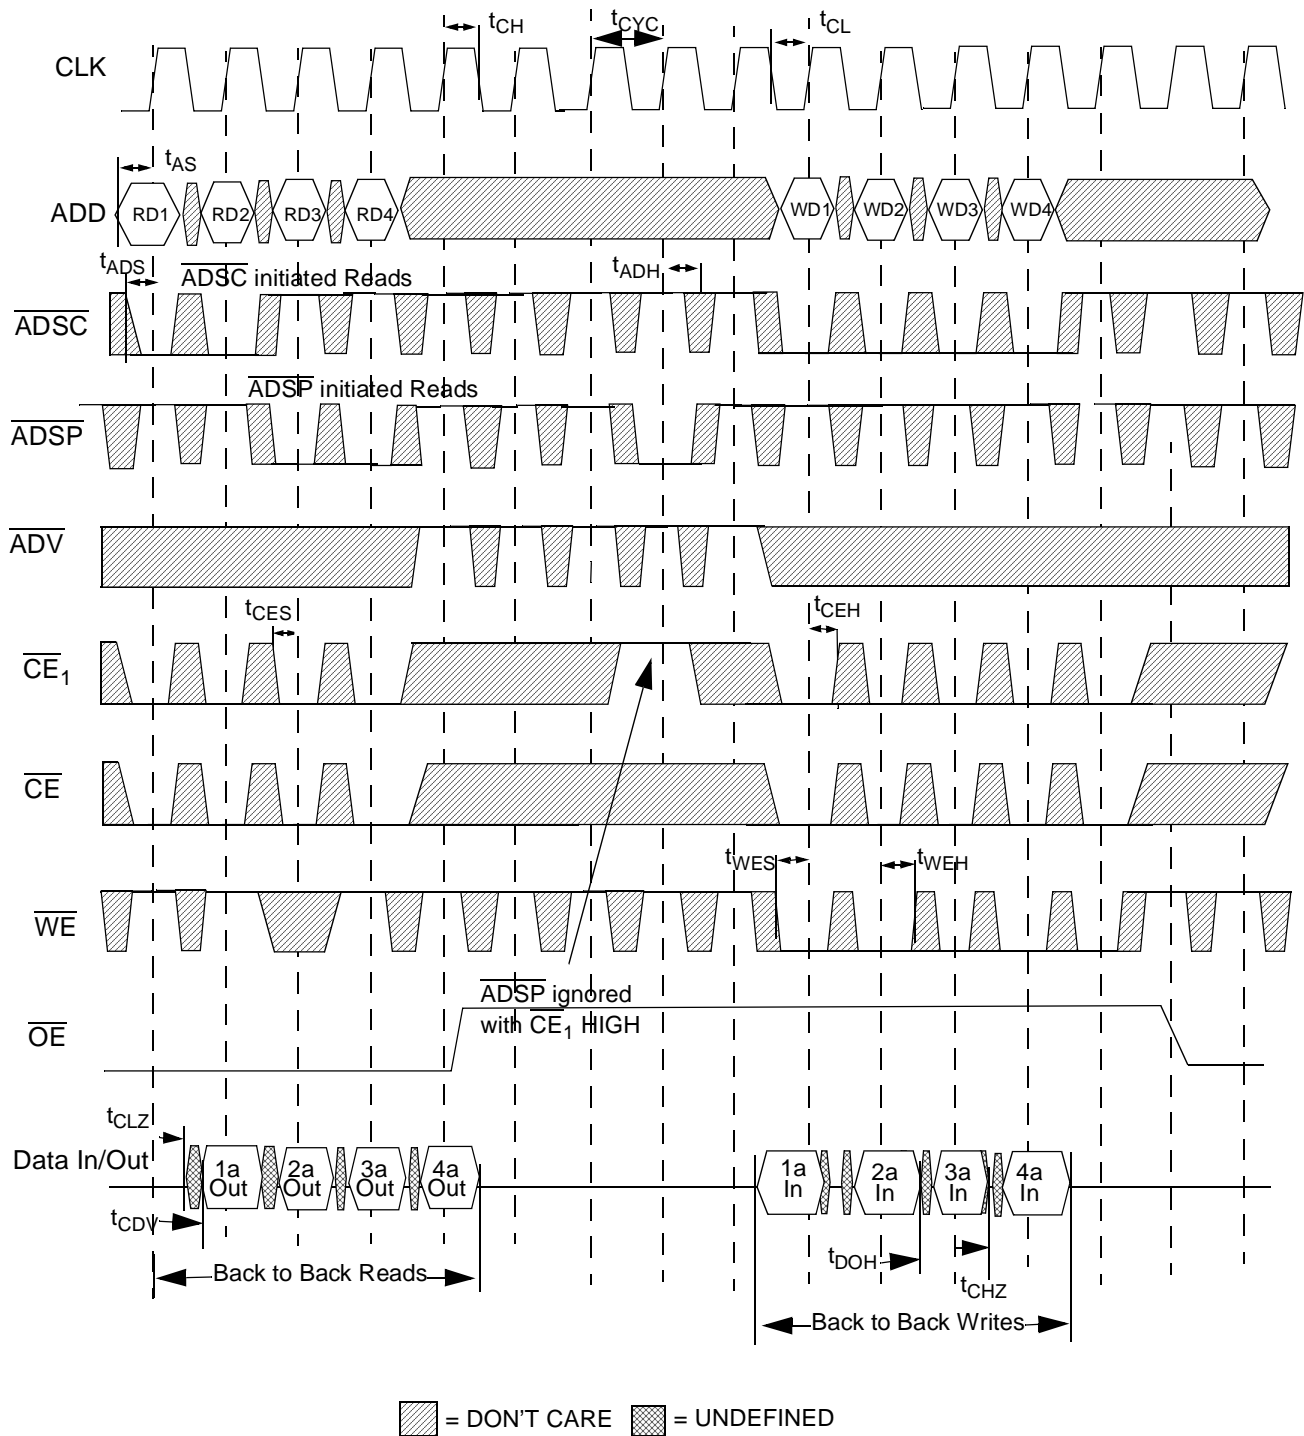 tCH
tCYC
tCL
CLK
tAS
ADD
RD1
RD2
RD3
RD4
WD1
WD2
WD3
WD4
tADS
ADSC initiated Reads
tADH
ADSC
ADSP initiated Reads
ADSP
ADV
tCES
tCEH
CE1
CE
tWES
tWEH
WE
ADSP ignored
with CE1 HIGH
OE
tCLZ
Data In/Out
1a
Out
2a
Out
3a
Out
4a
Out
1a
In
2a
In
3a
In
4a
In
tCDV
tDOH
tCHZ
Back to Back Reads
Back to Back Writes
= DON'T CARE
= UNDEFINED